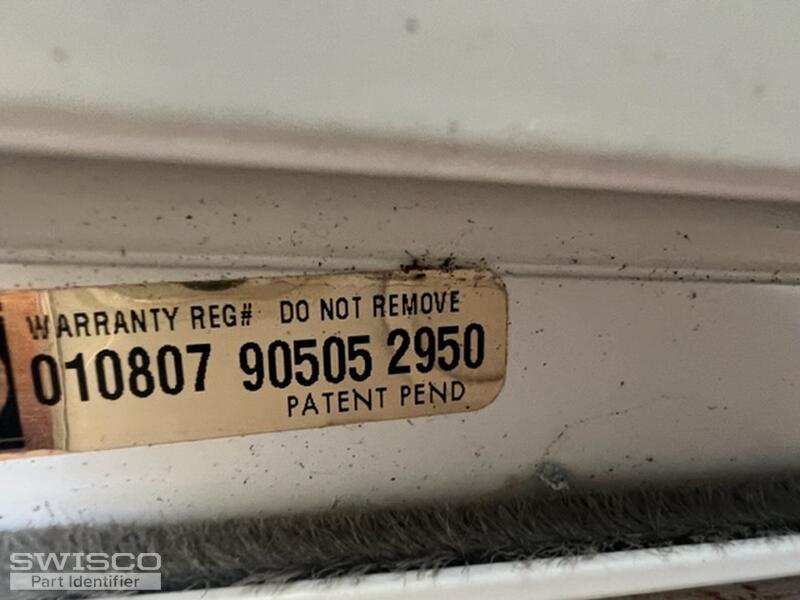 WARRANTY REG# DO NOT REMOVE
010807 90505 2950
PATENT PEND
SWISCO
Part Identifier